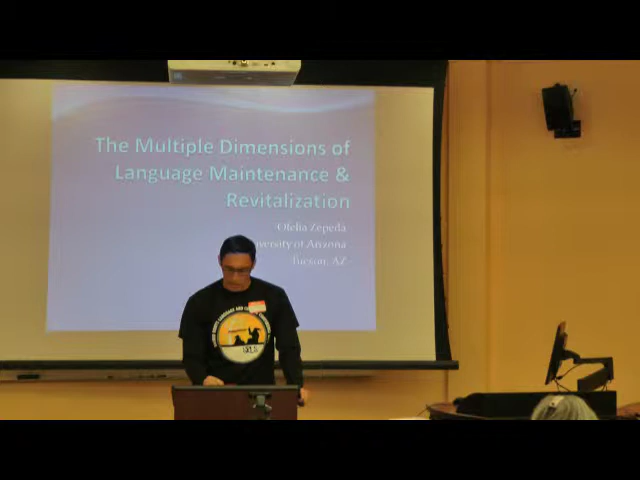 The Multiple Dimensions of
Language Maintenance &
Revitalization
Ofelia Zepeda
University of Arizona
Tucson, AZ